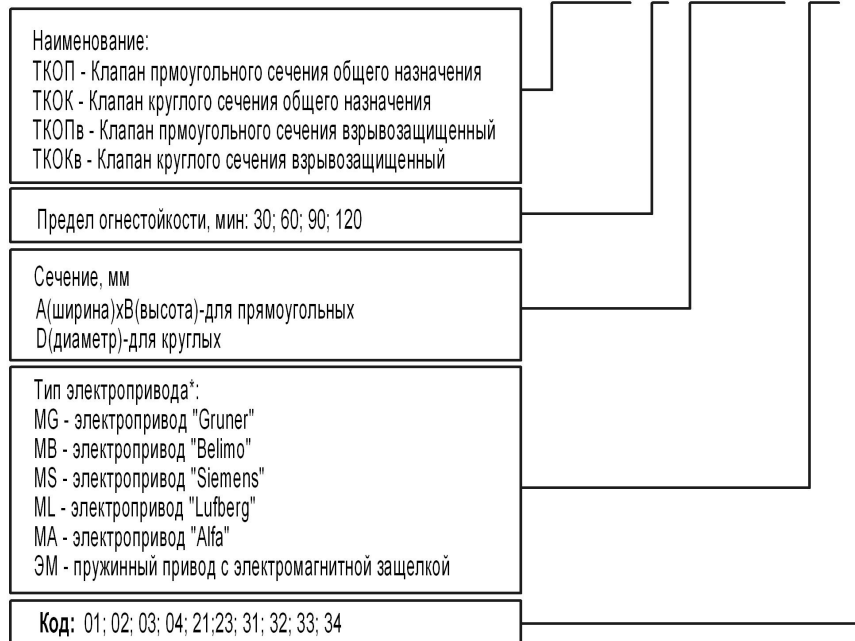 Наименование:
ТКОП - Клапан прмоугольного сечения общего назначения
ТКОК - Клапан круглого сечения общего назначения
ТКОПв - Клапан прмоугольного сечения взрывозащищенный
ТКОКв - Клапан круглого сечения взрывозащищенный
Предел огнестойкости, мин: 30; 60; 90; 120
Сечение, мм
А(ширина)хВ(высота)-для прямоугольных
D(диаметр)-для круглых
Тип электропривода*:
MG - электропривод "Gruner"
MB - электропривод "Belimo"
MS - электропривод "Siemens"
ML - электропривод "Lufberg"
MA - электропривод "Alfa"
ЭМ - пружинный привод с электромагнитной защелкой
Код: 01; 02; 03; 04; 21;23; 31; 32; 33; 34